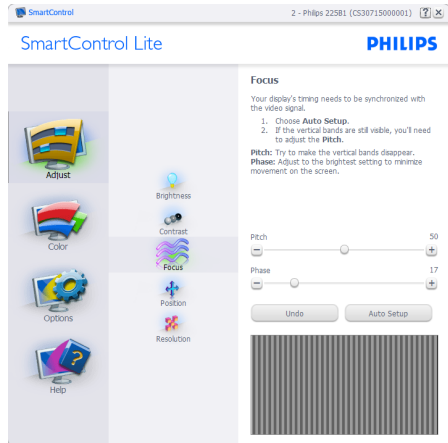 SmartControl
2 - Philips 225B1 (CS30715000001)
SmartControl Lite
PHILIPS
Adjust
Color
Options
Help
Brightness
Contrast
Focus
Position
Resolution
Focus
Your display's timing needs to be synchronized with
the video signal.
1. Choose Auto Setup.
2. If the vertical bands are still visible, you'll need
to adjust the Pitch.
Pitch: Try to make the vertical bands disappear.
Phase: Adjust to the brightest setting to minimize
movement on the screen.
Pitch 50
Phase 17
Undo
Auto Setup